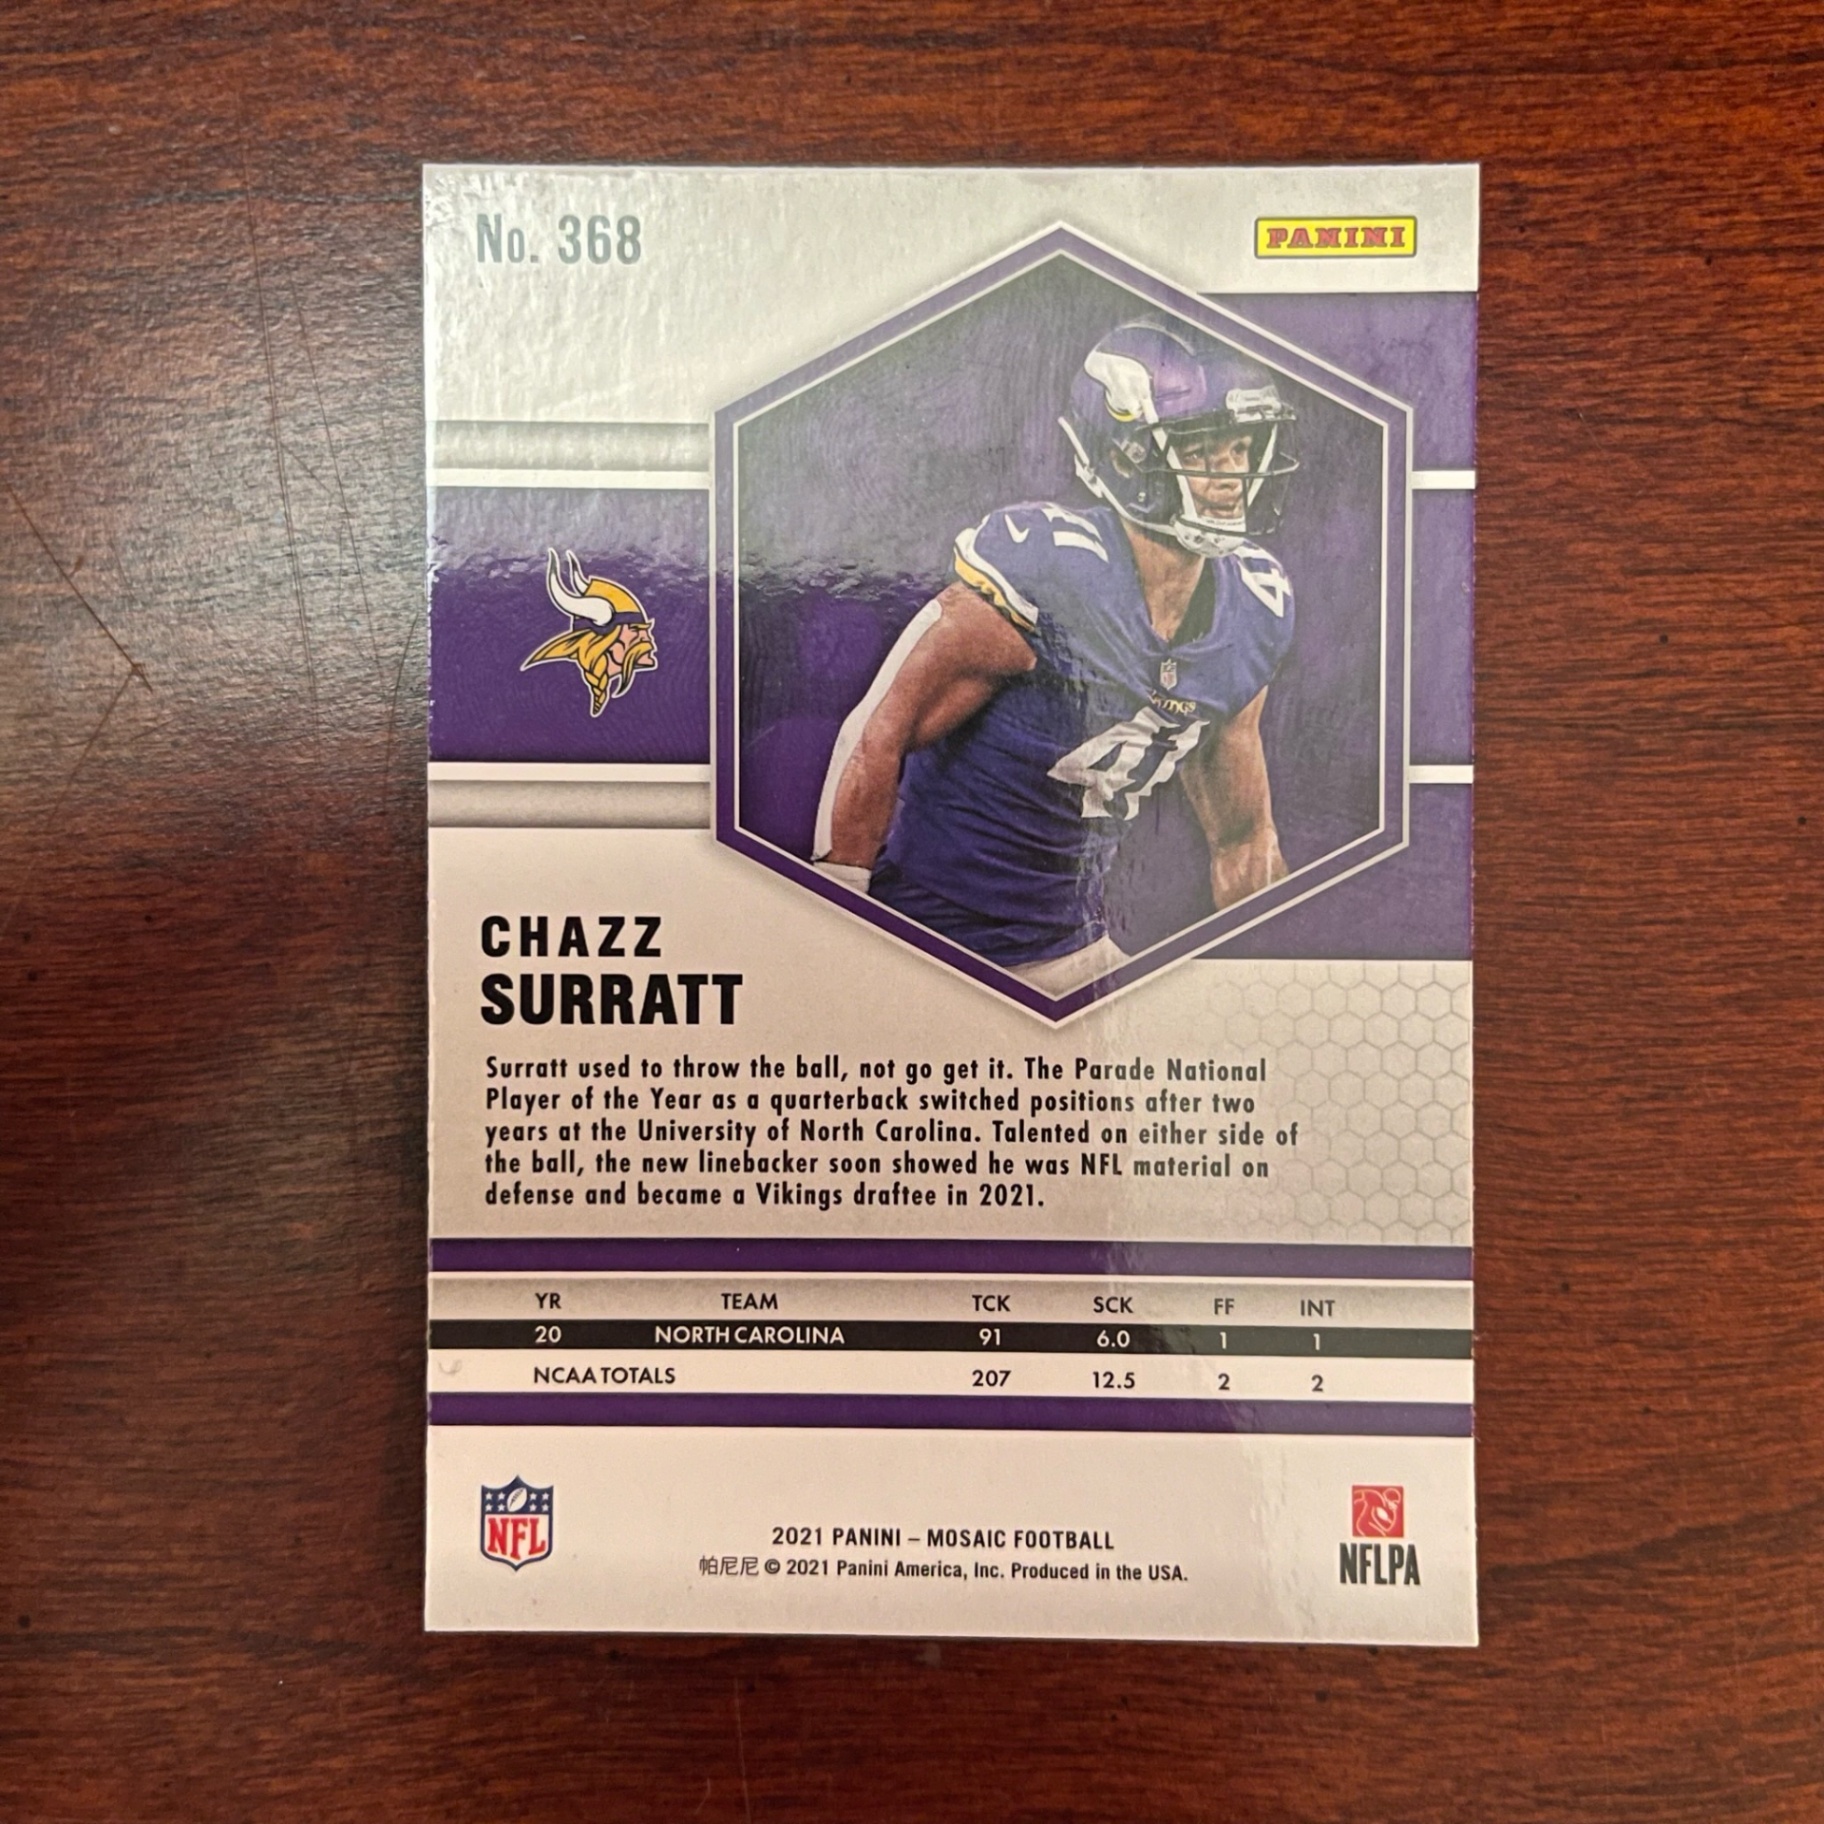 No. 368
PANINI
41
41
VIKINGS
41
CHAZZ
SURRATT
Surratt used to throw the ball, not go get it. The Parade National
Player of the Year as a quarterback switched positions after two
years at the University of North Carolina. Talented on either side of
the ball, the new linebacker soon showed he was NFL material on
defense and became a Vikings draftee in 2021.
YR TEAM TCK SCK FF INT
20 NORTH CAROLINA 91 6.0 1 1
NCAA TOTALS 207 12.5 2 2
NFL
2021 PANINI – MOSAIC FOOTBALL
帕尼尼 © 2021 Panini America, Inc. Produced in the USA.
NFLPA